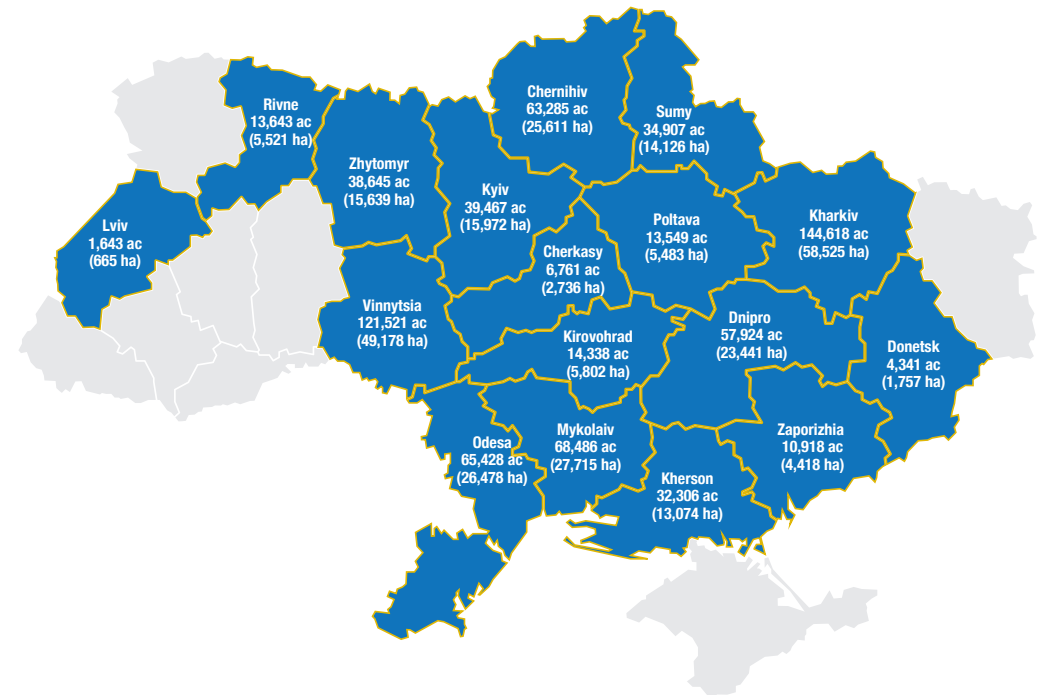 Chernihiv
63,285 ac
(25,611 ha)
Rivne
13,643 ac
(5,521 ha)
Sumy
34,907 ac
(14,126 ha)
Zhytomyr
38,645 ac
(15,639 ha)
Kyiv
39,467 ac
(15,972 ha)
Lviv
1,643 ac
(665 ha)
Poltava
13,549 ac
(5,483 ha)
Kharkiv
144,618 ac
(58,525 ha)
Cherkasy
6,761 ac
(2,736 ha)
Vinnytsia
121,521 ac
(49,178 ha)
Kirovohrad
14,338 ac
(5,802 ha)
Dnipro
57,924 ac
(23,441 ha)
Donetsk
4,341 ac
(1,757 ha)
Odesa
65,428 ac
(26,478 ha)
Mykolaiv
68,486 ac
(27,715 ha)
Zaporizhia
10,918 ac
(4,418 ha)
Kherson
32,306 ac
(13,074 ha)